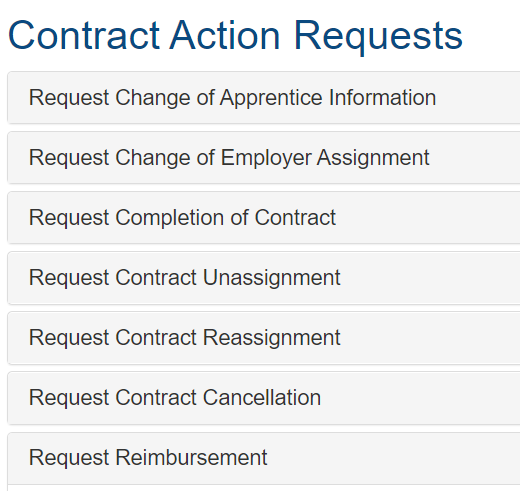 Contract Action Requests
Request Change of Apprentice Information
Request Change of Employer Assignment
Request Completion of Contract
Request Contract Unassignment
Request Contract Reassignment
Request Contract Cancellation
Request Reimbursement